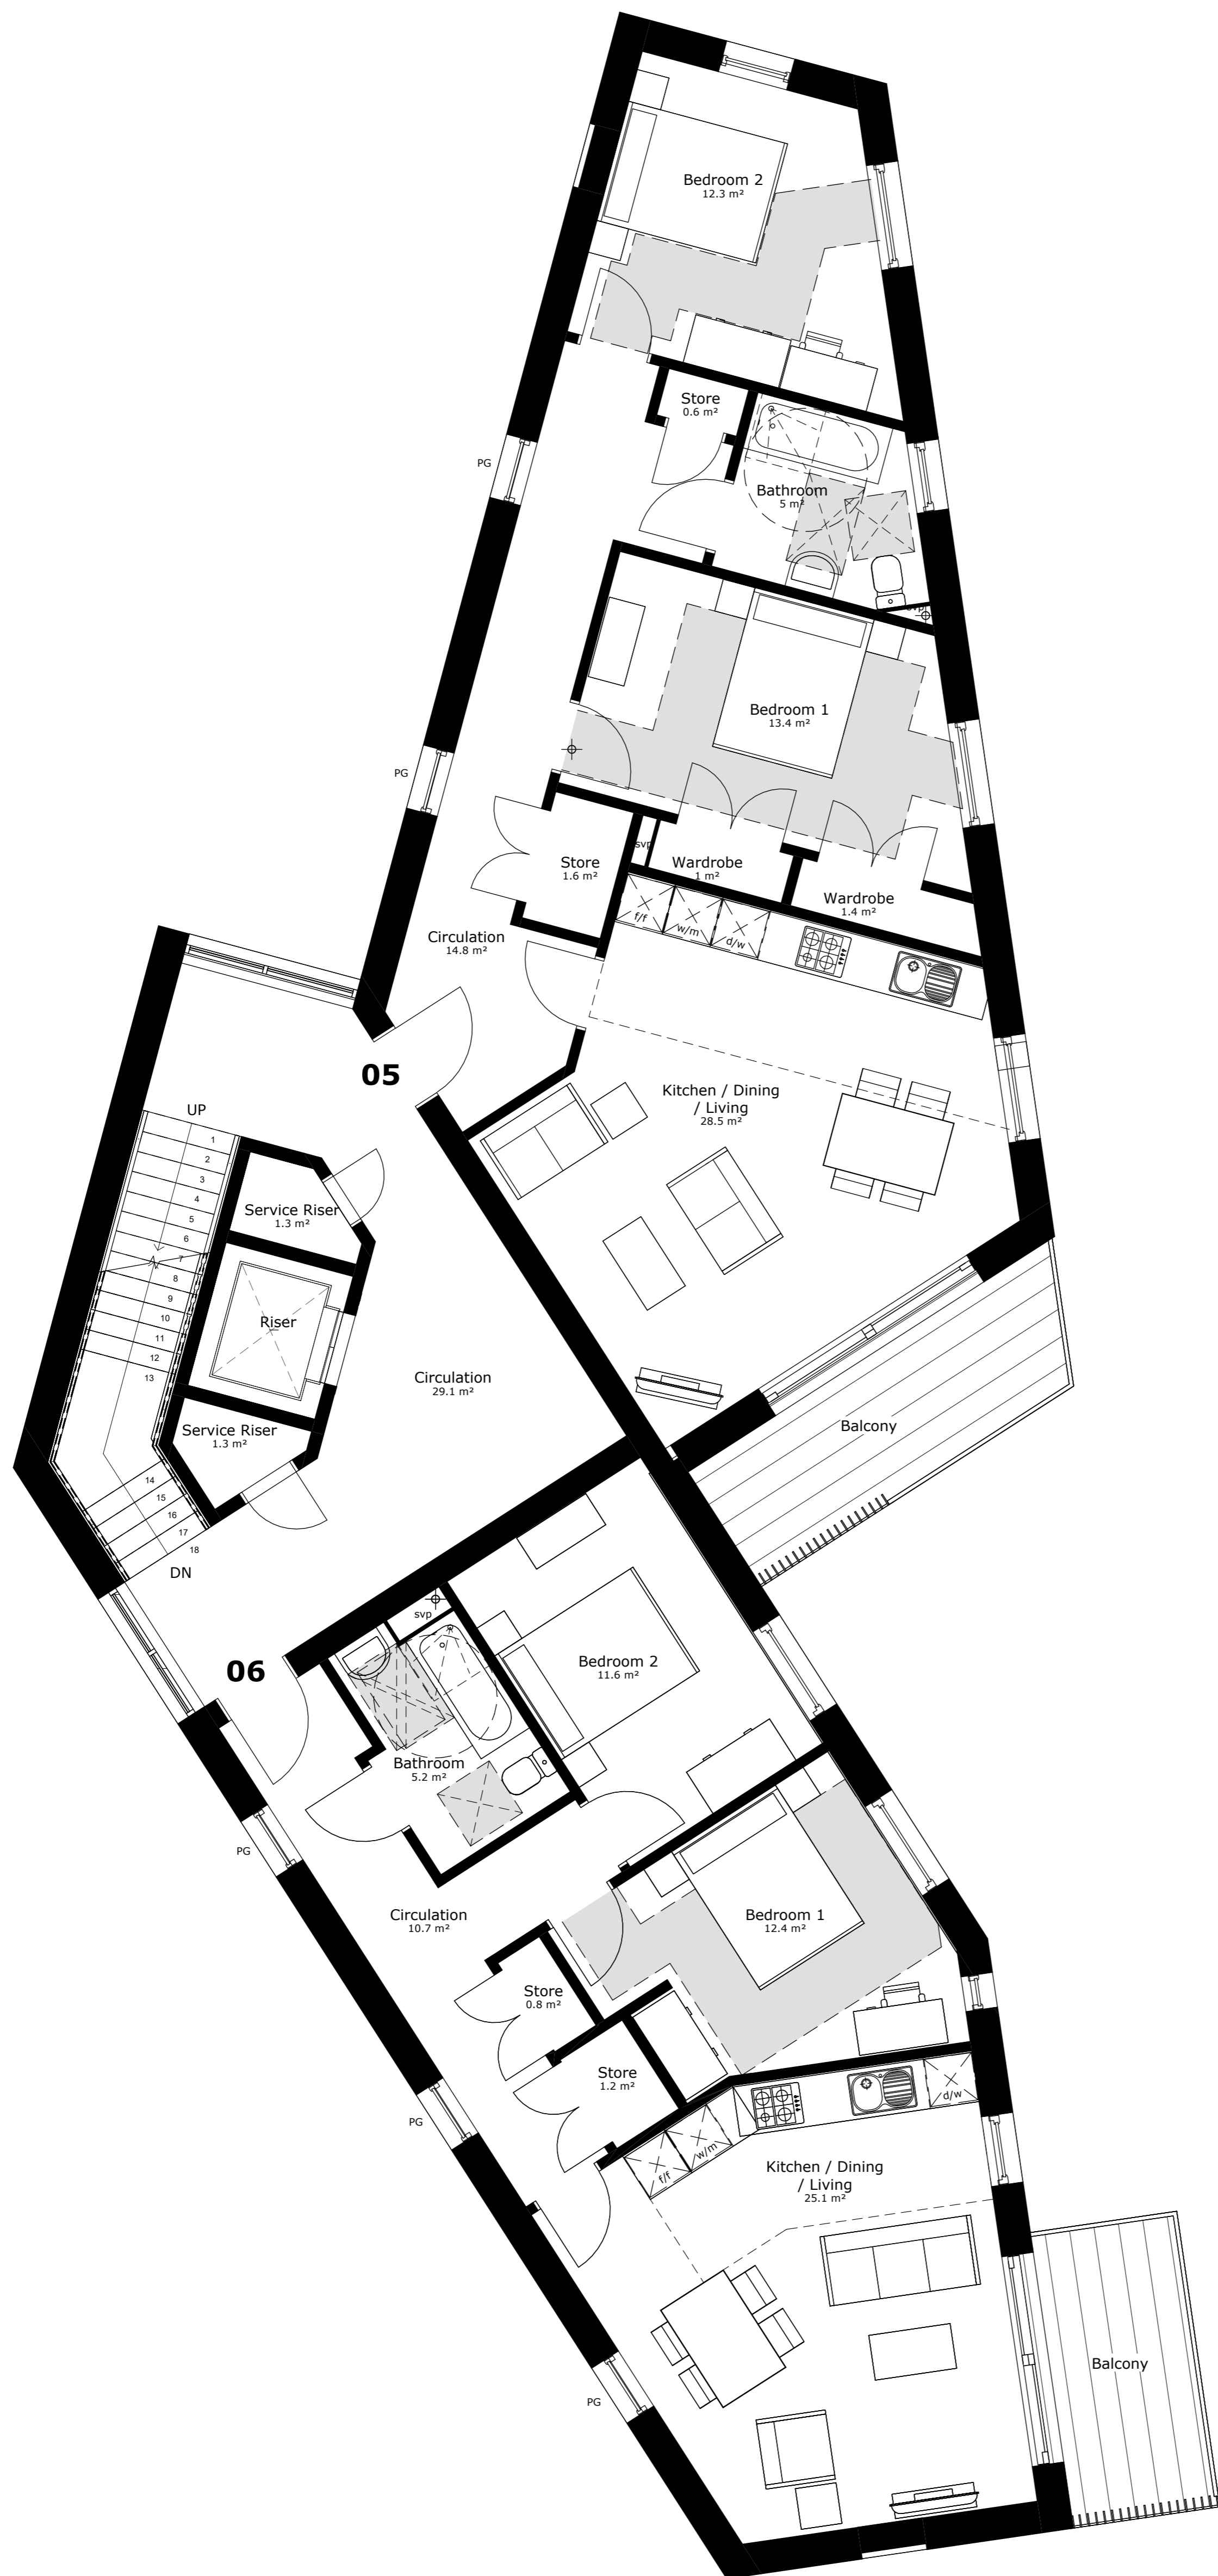 Bedroom 2
12.3 m²
Store
0.6 m²
PG
Bathroom
5 m²
svp
Bedroom 1
13.4 m²
PG
svp
Store
1.6 m²
Wardrobe
1 m²
Wardrobe
1.4 m²
f/f
w/m
d/w
Circulation
14.8 m²
05
Kitchen / Dining
/ Living
28.5 m²
UP
1
2
3
4
5
6
7
8
9
10
11
12
13
Service Riser
1.3 m²
Riser
Circulation
29.1 m²
Service Riser
1.3 m²
Balcony
14
15
16
17
18
DN
svp
06
Bedroom 2
11.6 m²
Bathroom
5.2 m²
PG
Circulation
10.7 m²
Bedroom 1
12.4 m²
Store
0.8 m²
Store
1.2 m²
d/w
PG
w/m
f/f
Kitchen / Dining
/ Living
25.1 m²
Balcony
PG